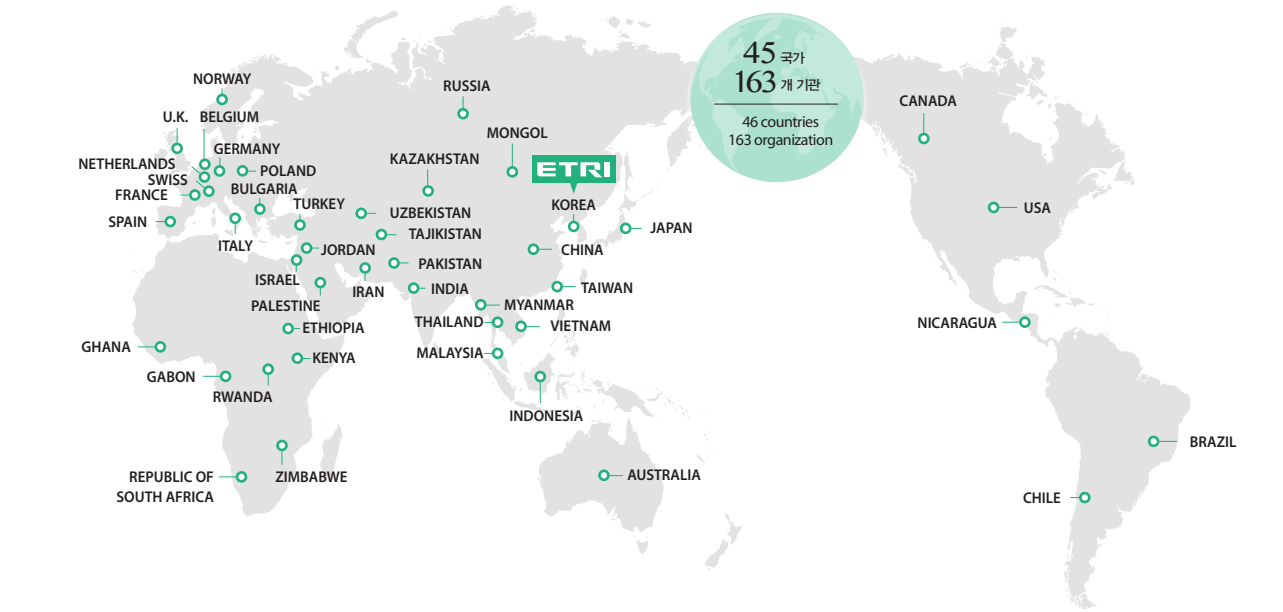 45 국가
163 개 기관
46 countries
163 organization
NORWAY
RUSSIA
CANADA
U.K.
BELGIUM
MONGOL
GERMANY
KAZAKHSTAN
NETHERLANDS
ETRI
POLAND
SWISS
BULGARIA
FRANCE
TURKEY
KOREA
USA
UZBEKISTAN
SPAIN
JAPAN
TAJIKISTAN
ITALY
JORDAN
CHINA
PAKISTAN
ISRAEL
IRAN
INDIA
TAIWAN
PALESTINE
MYANMAR
THAILAND
VIETNAM
NICARAGUA
ETHIOPIA
GHANA
KENYA
MALAYSIA
GABON
RWANDA
INDONESIA
BRAZIL
REPUBLIC OF
SOUTH AFRICA
ZIMBABWE
AUSTRALIA
CHILE